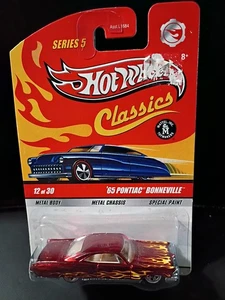 SERIES 5
8+
Hot Wheels
Classics
12 of 30
'65 PONTIAC BONNEVILLE
METAL BODY
METAL CHASSIS
SPECIAL PAINT